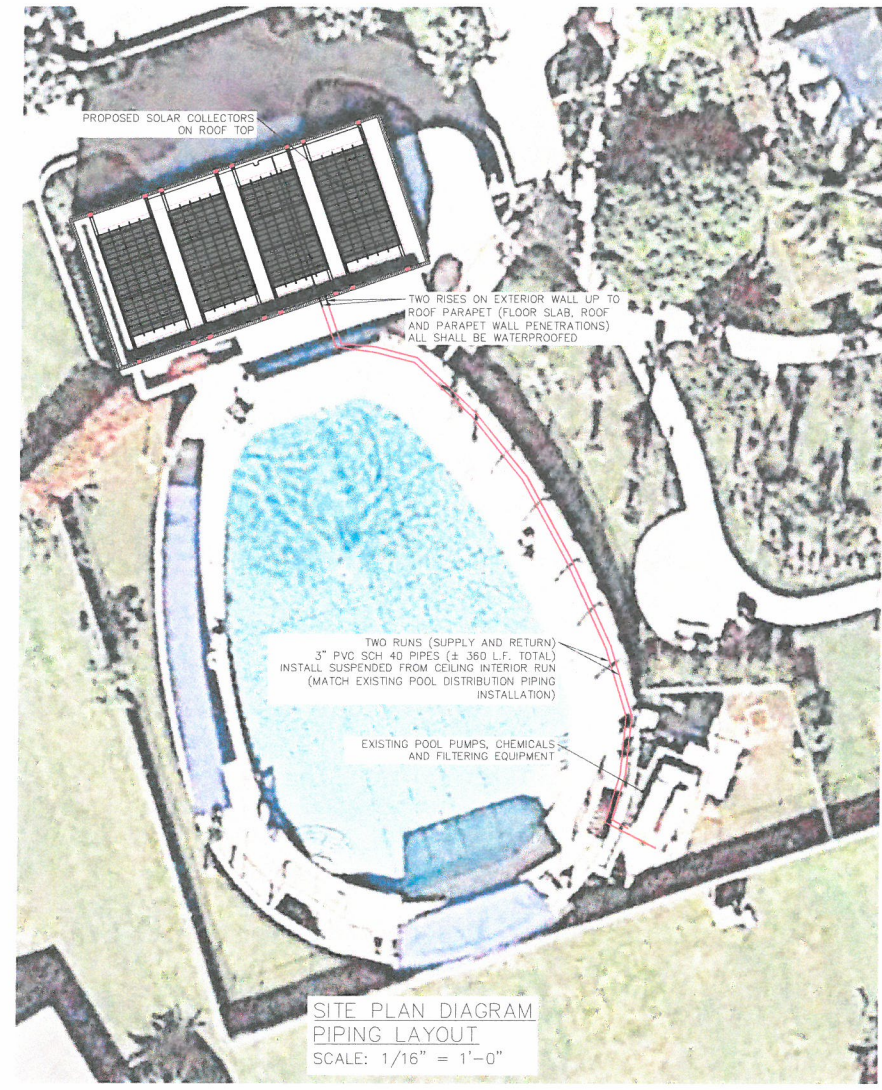 PROPOSED SOLAR COLLECTORS
ON ROOF TOP
TWO RISES ON EXTERIOR WALL UP TO
ROOF PARAPET (FLOOR SLAB, ROOF
AND PARAPET WALL PENETRATIONS)
ALL SHALL BE WATERPROOFED
TWO RUNS (SUPPLY AND RETURN)
3" PVC SCH 40 PIPES (± 360 L.F. TOTAL)
INSTALL SUSPENDED FROM CEILING INTERIOR RUN
(MATCH EXISTING POOL DISTRIBUTION PIPING
INSTALLATION)
EXISTING POOL PUMPS, CHEMICALS
AND FILTERING EQUIPMENT
SITE PLAN DIAGRAM
PIPING LAYOUT
SCALE: 1/16" = 1'-0"